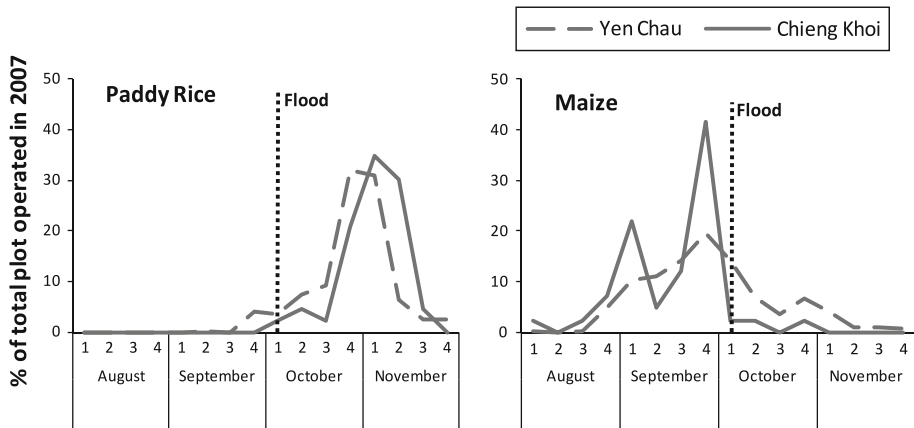 Yen Chau Chieng Khoi
% of total plot operated in 2007
Paddy Rice
Flood
50
40
30
20
10
0
1 2 3 4 1 2 3 4 1 2 3 4 1 2 3 4
August September October November
Maize
Flood
50
40
30
20
10
0
1 2 3 4 1 2 3 4 1 2 3 4 1 2 3 4
August September October November